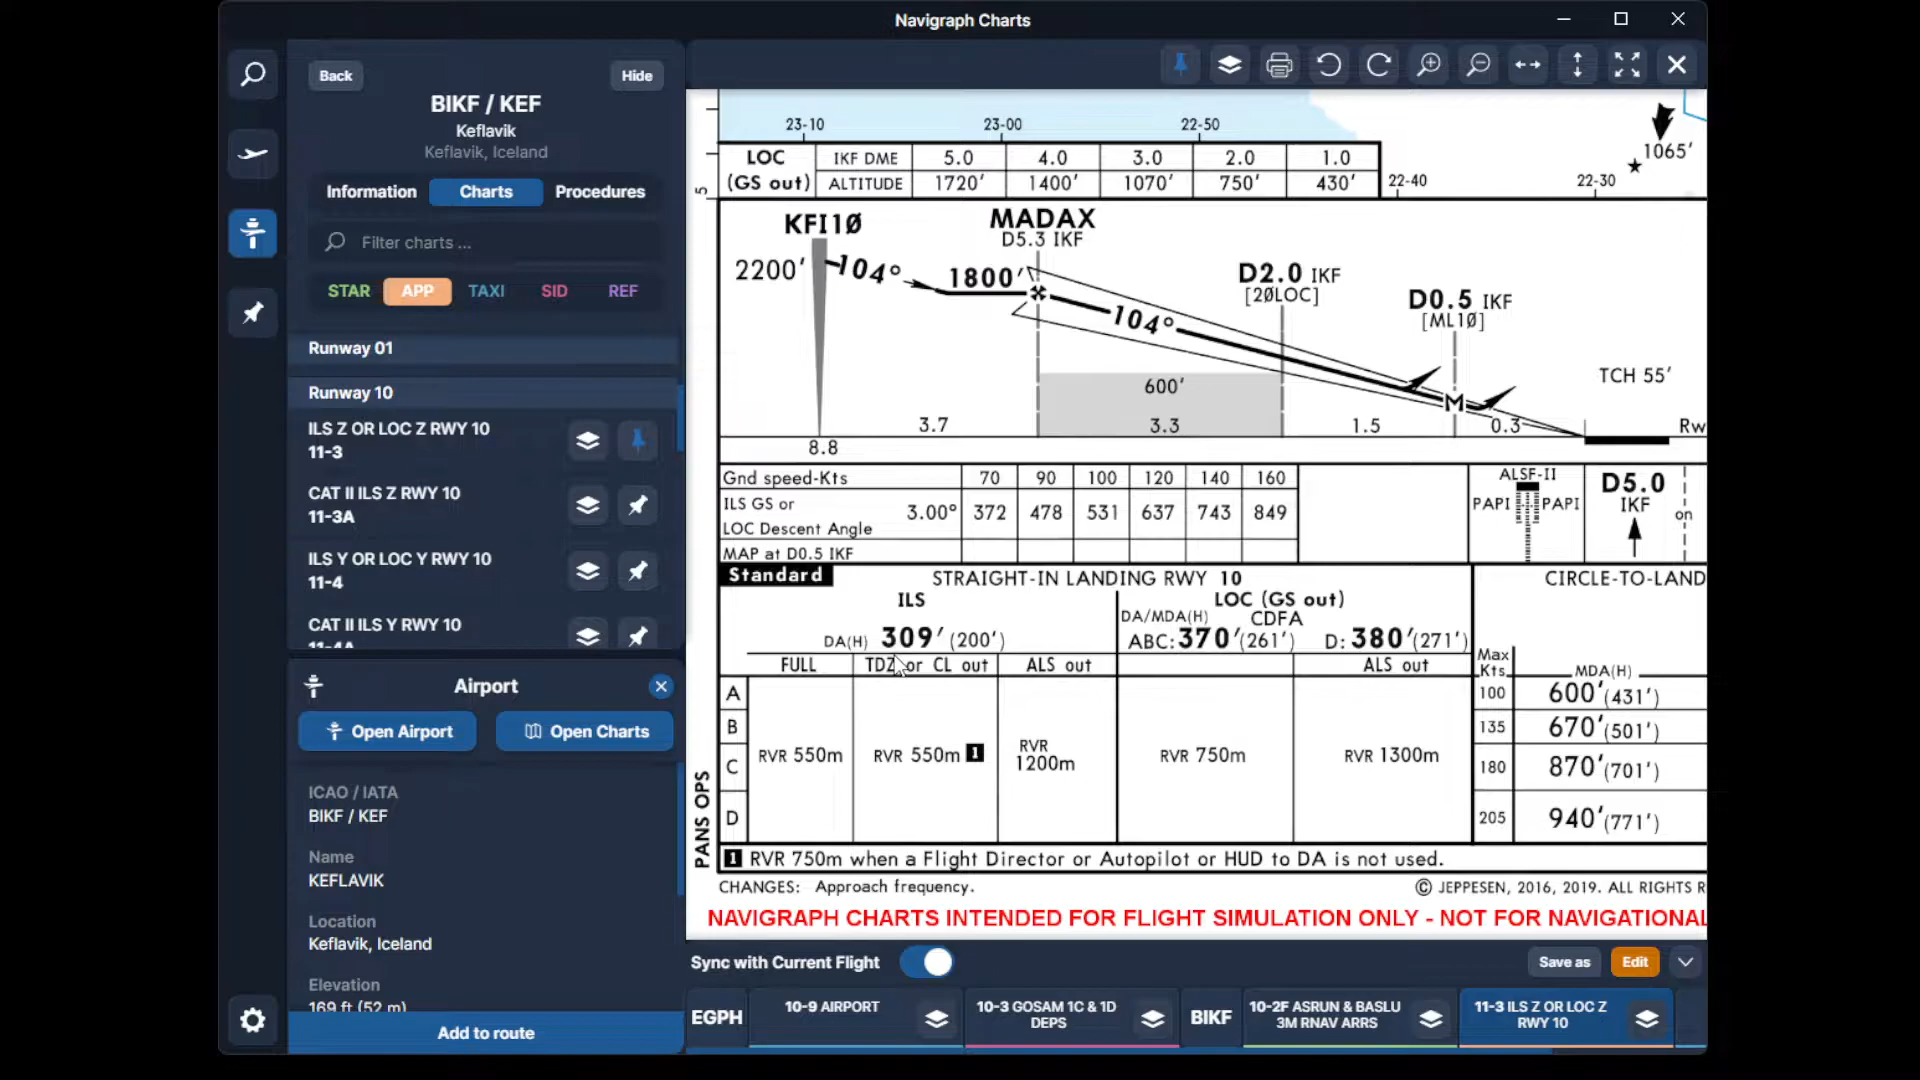 Navigraph Charts
Back
Hide
BIKF / KEF
Keflavik
Keflavik, Iceland
Information
Charts
Procedures
Filter charts ...
STAR
APP
TAXI
SID
REF
Runway 01
Runway 10
ILS Z OR LOC Z RWY 10
11-3
CAT II ILS Z RWY 10
11-3A
ILS Y OR LOC Y RWY 10
11-4
CAT II ILS Y RWY 10
11-4A
Airport
Open Airport
Open Charts
ICAO / IATA
BIKF / KEF
Name
KEFLAVIK
Location
Keflavik, Iceland
Elevation
169 ft (52 m)
Add to route
23-10 23-00 22-50
1065'
22-40 22-30
5
LOC
(GS out)
IKF DME 5.0 4.0 3.0 2.0 1.0
ALTITUDE 1720' 1400' 1070' 750' 430'
KFI1Ø
MADAX
D5.3 IKF
2200'
104°
1800'
D2.0 IKF
[2ØLOC]
D0.5 IKF
[ML1Ø]
104°
TCH 55'
600'
M
3.7 3.3 1.5 0.3
Rw
8.8
Gnd speed-Kts 70 90 100 120 140 160
ILS GS or
LOC Descent Angle 3.00° 372 478 531 637 743 849
MAP at D0.5 IKF
ALSF-II
PAPI PAPI
D5.0
IKF
on
Standard
STRAIGHT-IN LANDING RWY 10
CIRCLE-TO-LAND
ILS
LOC (GS out)
DA/MDA(H) CDFA
DA(H) 309' (200')
ABC: 370' (261') D: 380' (271')
FULL TDZ or CL out ALS out ALS out
Max
Kts
MDA(H)
A
B
C
D
RVR 550m
RVR 550m 1
RVR
1200m
RVR 750m
RVR 1300m
100 600' (431')
135 670' (501')
180 870' (701')
205 940' (771')
PANS OPS
1 RVR 750m when a Flight Director or Autopilot or HUD to DA is not used.
CHANGES: Approach frequency.
© JEPPESEN, 2016, 2019. ALL RIGHTS R
NAVIGRAPH CHARTS INTENDED FOR FLIGHT SIMULATION ONLY - NOT FOR NAVIGATIONAL
Sync with Current Flight
Save as
Edit
EGPH
10-9 AIRPORT
10-3 GOSAM 1C & 1D
DEPS
BIKF
10-2F ASRUN & BASLU
3M RNAV ARRS
11-3 ILS Z OR LOC Z
RWY 10